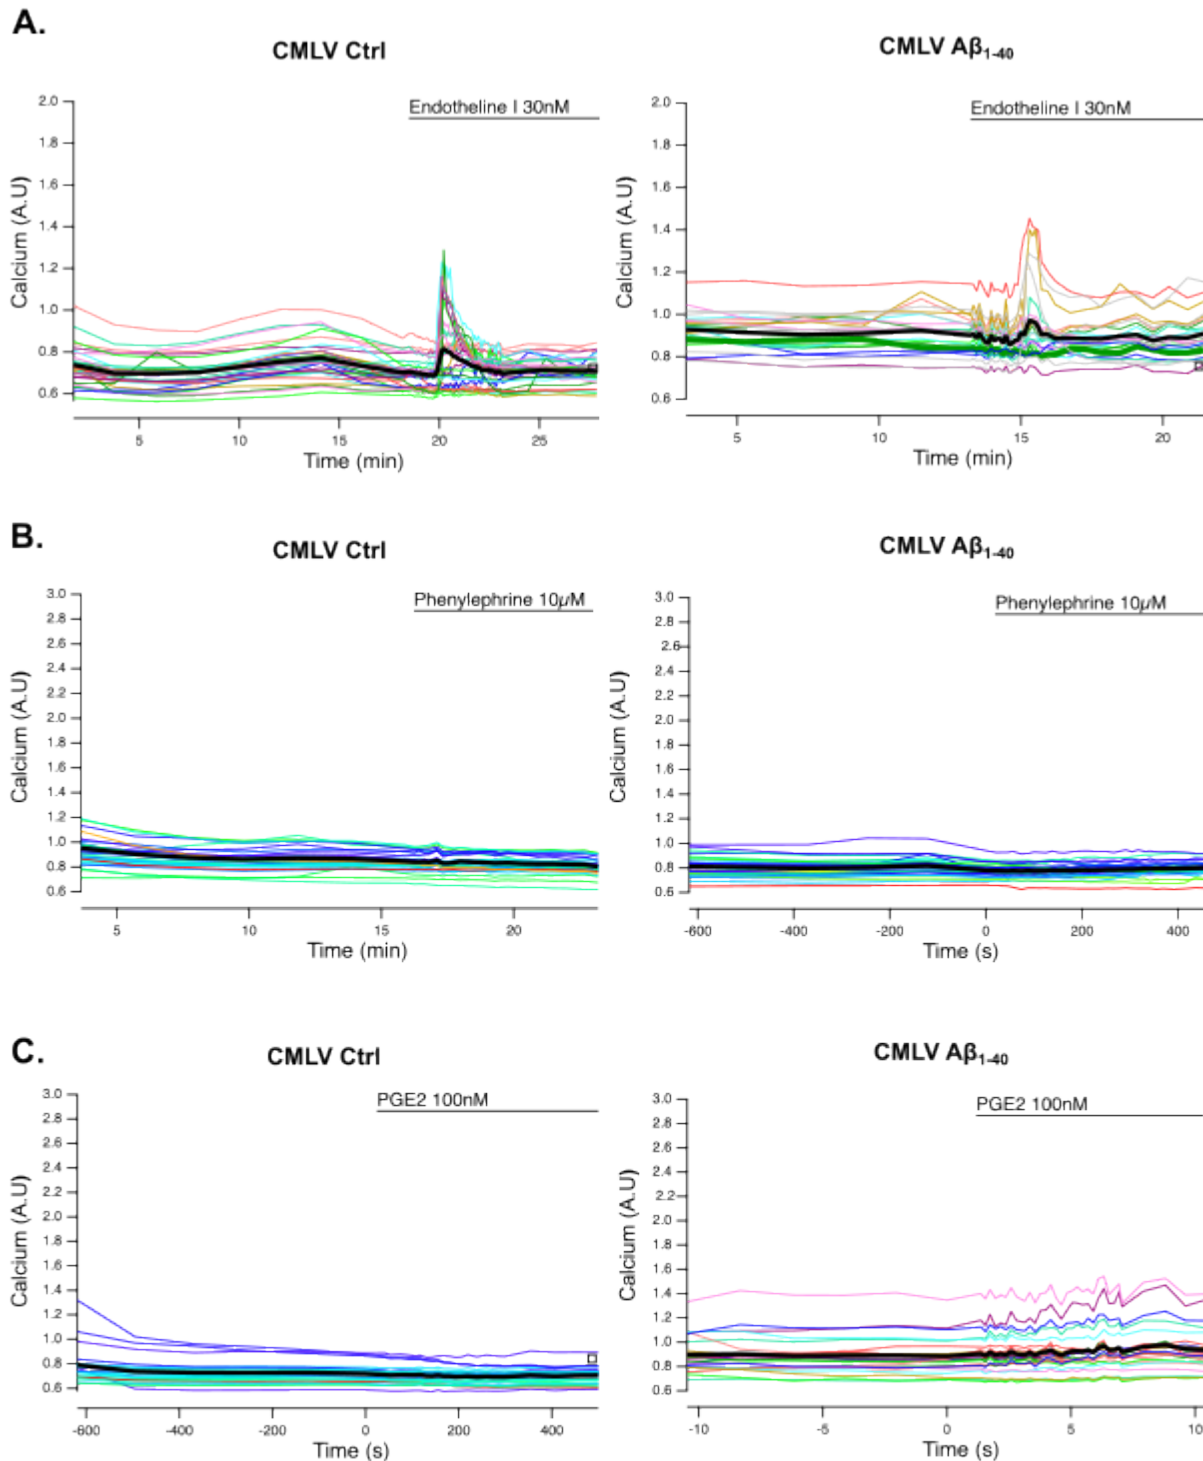 A.
CMLV Ctrl
Endotheline I 30nM
2.0
1.8
1.6
1.4
1.2
1.0
0.8
0.6
Calcium (A.U)
5 10 15 20 25
Time (min)
CMLV Aβ1-40
Endotheline I 30nM
2.0
1.8
1.6
1.4
1.2
1.0
0.8
0.6
Calcium (A.U)
5 10 15 20
Time (min)
B.
CMLV Ctrl
Phenylephrine 10µM
3.0
2.8
2.6
2.4
2.2
2.0
1.8
1.6
1.4
1.2
1.0
0.8
0.6
Calcium (A.U)
5 10 15 20
Time (min)
CMLV Aβ1-40
Phenylephrine 10µM
3.0
2.8
2.6
2.4
2.2
2.0
1.8
1.6
1.4
1.2
1.0
0.8
0.6
Calcium (A.U)
-600 -400 -200 0 200 400
Time (s)
C.
CMLV Ctrl
PGE2 100nM
3.0
2.8
2.6
2.4
2.2
2.0
1.8
1.6
1.4
1.2
1.0
0.8
0.6
Calcium (A.U)
-600 -400 -200 0 200 400
Time (s)
CMLV Aβ1-40
PGE2 100nM
3.0
2.8
2.6
2.4
2.2
2.0
1.8
1.6
1.4
1.2
1.0
0.8
0.6
Calcium (A.U)
-10 -5 0 5 10
Time (s)